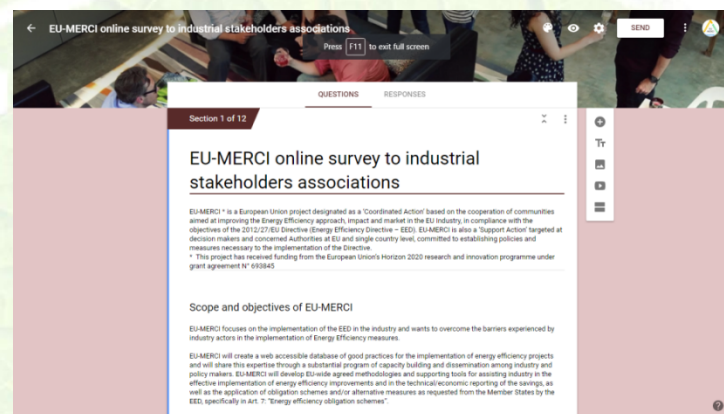 EU-MERCI online survey to industrial stakeholders associations
SEND
Press F11 to exit full screen
QUESTIONS RESPONSES
Section 1 of 12
EU-MERCI online survey to industrial
stakeholders associations
EU-MERCI * is a European Union project designated as a 'Coordinated Action' based on the cooperation of communities
aimed at improving the Energy Efficiency approach, impact and market in the EU Industry, in compliance with the
objectives of the 2012/27/EU Directive (Energy Efficiency Directive – EED). EU-MERCI is also a 'Support Action' targeted at
decision makers and concerned Authorities at EU and single country level, committed to establishing policies and
measures necessary to the implementation of the Directive.
* This project has received funding from the European Union's Horizon 2020 research and innovation programme under
grant agreement N° 693845
Scope and objectives of EU-MERCI
EU-MERCI focuses on the implementation of the EED in the industry and wants to overcome the barriers experienced by
industry actors in the implementation of Energy Efficiency measures.
EU-MERCI will create a web accessible database of good practices for the implementation of energy efficiency projects
and will share this expertise through a substantial program of capacity building and dissemination among industry and
policy makers. EU-MERCI will develop EU-wide agreed methodologies and supporting tools for assisting industry in the
effective implementation of energy efficiency improvements and in the technical/economic reporting of the savings, as
well as the application of obligation schemes and/or alternative measures as requested from the Member States by the
EED, specifically in Art. 7: "Energy efficiency obligation schemes".